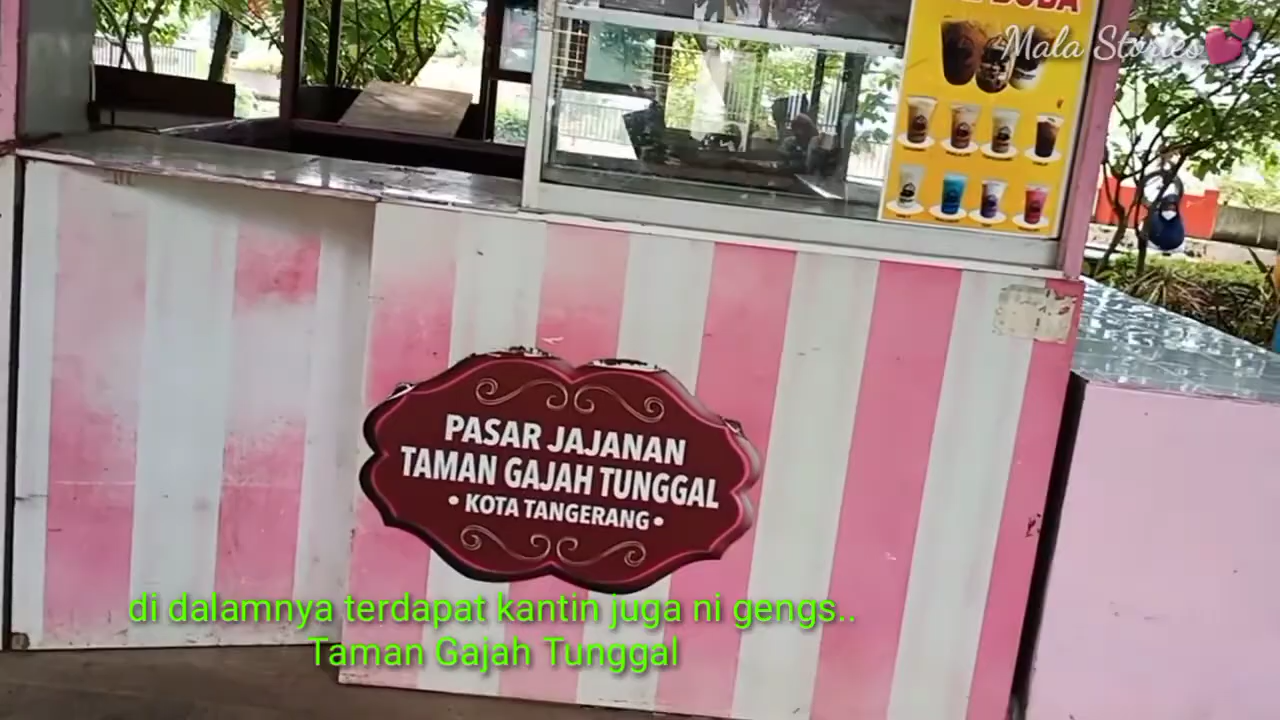 Mala Stories💕
PASAR JAJANAN
TAMAN GAJAH TUNGGAL
• KOTA TANGERANG •
di dalamnya terdapat kantin juga ni gengs..
Taman Gajah Tunggal